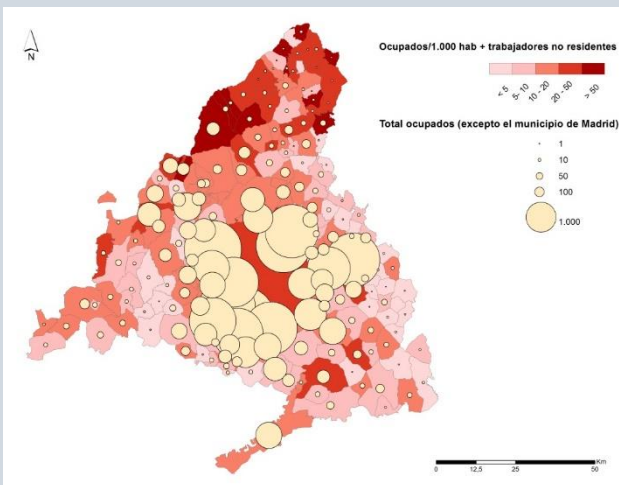 N
Ocupados/1.000 hab + trabajadores no residentes
< 5
5- 10
10 - 20
20 - 50
> 50
Total ocupados (excepto el municipio de Madrid)
1
10
50
100
1.000
Km
0 12,5 25 50